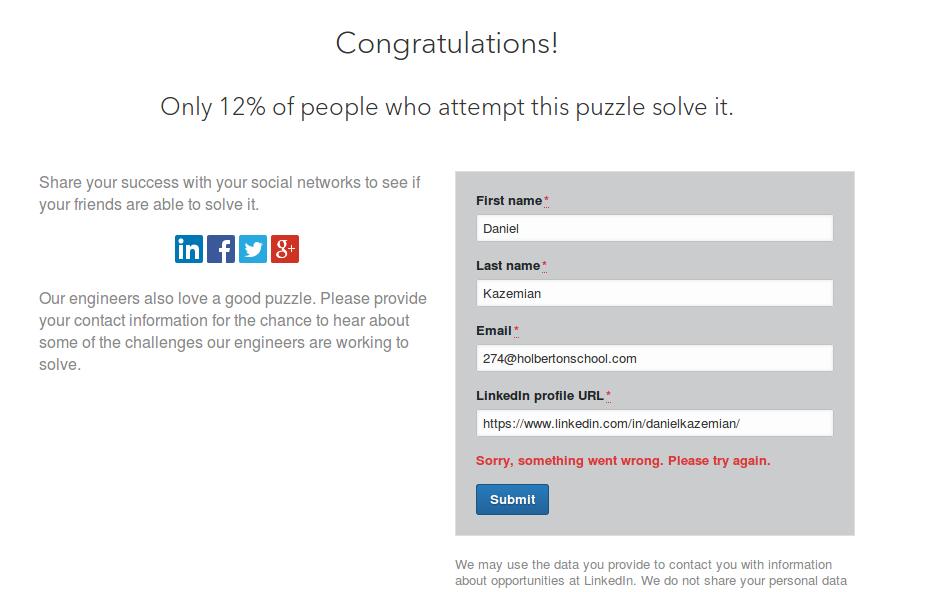 Congratulations!
Only 12% of people who attempt this puzzle solve it.
Share your success with your social networks to see if
your friends are able to solve it.
in f g+
Our engineers also love a good puzzle. Please provide
your contact information for the chance to hear about
some of the challenges our engineers are working to
solve.
First name*
Daniel
Last name*
Kazemian
Email*
274@holbertonschool.com
LinkedIn profile URL*
https://www.linkedin.com/in/danielkazemian/
Sorry, something went wrong. Please try again.
Submit
We may use the data you provide to contact you with information
about opportunities at LinkedIn. We do not share your personal data